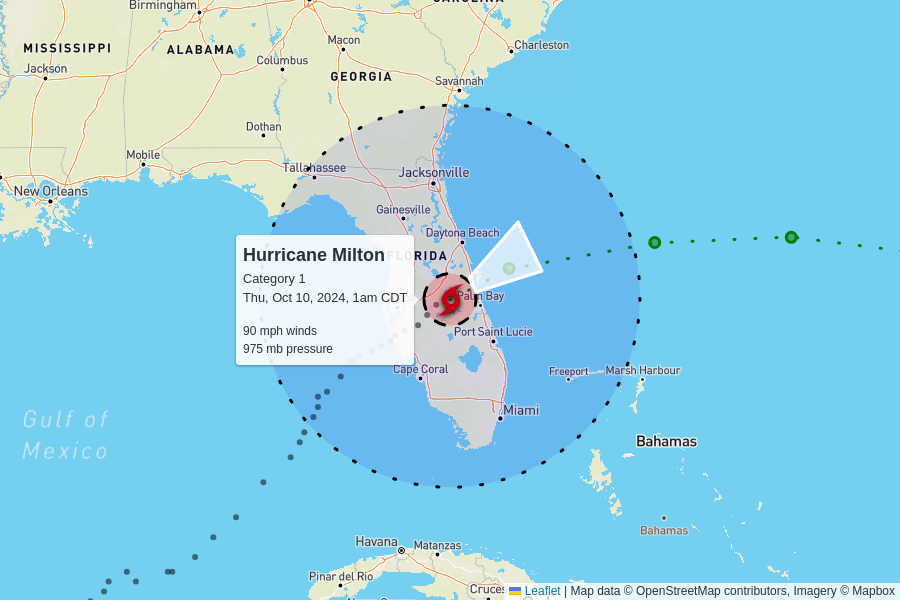 CAROLINA
Birmingham
MISSISSIPPI
ALABAMA
Macon
Charleston
Jackson
Columbus
GEORGIA
Savannah
Dothan
Mobile
Tallahassee
Jacksonville
New Orleans
Gainesville
Daytona Beach
FLORIDA
Hurricane Milton
Category 1
Thu, Oct 10, 2024, 1am CDT
90 mph winds
975 mb pressure
Palm Bay
Port Saint Lucie
Cape Coral
Freeport
Marsh Harbour
Miami
Gulf of
Mexico
Bahamas
Bahamas
Havana
Matanzas
Pinar del Río
Cruces
Leaflet | Map data © OpenStreetMap contributors, Imagery © Mapbox